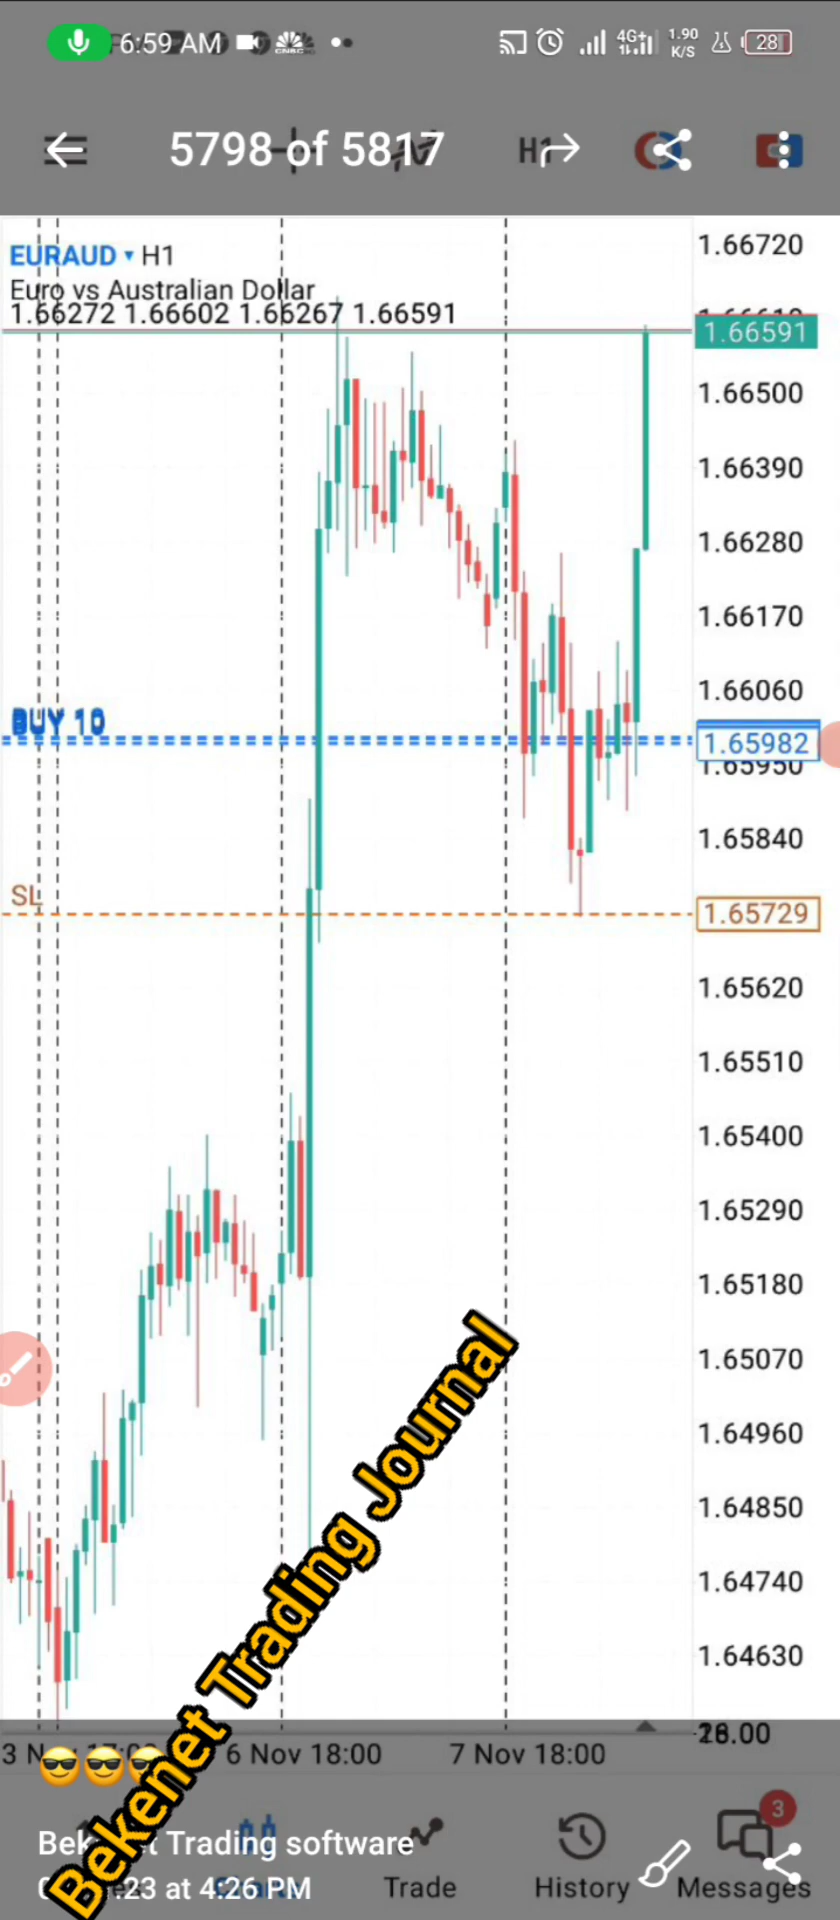 6:59 AM
4G+
1.90
K/S
28
5798 of 5817
H1
EURAUD ▾ H1
Euro vs Australian Dollar
1.66272 1.66602 1.66267 1.66591
1.66720
1.66591
1.66500
1.66390
1.66280
1.66170
1.66060
BUY 10
1.65982
1.65950
1.65840
SL
1.65729
1.65620
1.65510
1.65400
1.65290
1.65180
1.65070
1.64960
1.64850
1.64740
1.64630
6 Nov 18:00
7 Nov 18:00
Bekenet Trading Journal
Trading software
.23 at 4:26 PM
Trade
History
Messages
3